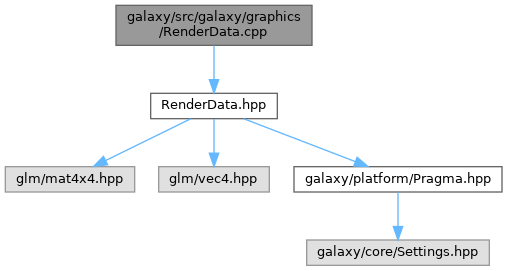 galaxy/src/galaxy/graphics
/RenderData.cpp
RenderData.hpp
glm/mat4x4.hpp
glm/vec4.hpp
galaxy/platform/Pragma.hpp
galaxy/core/Settings.hpp